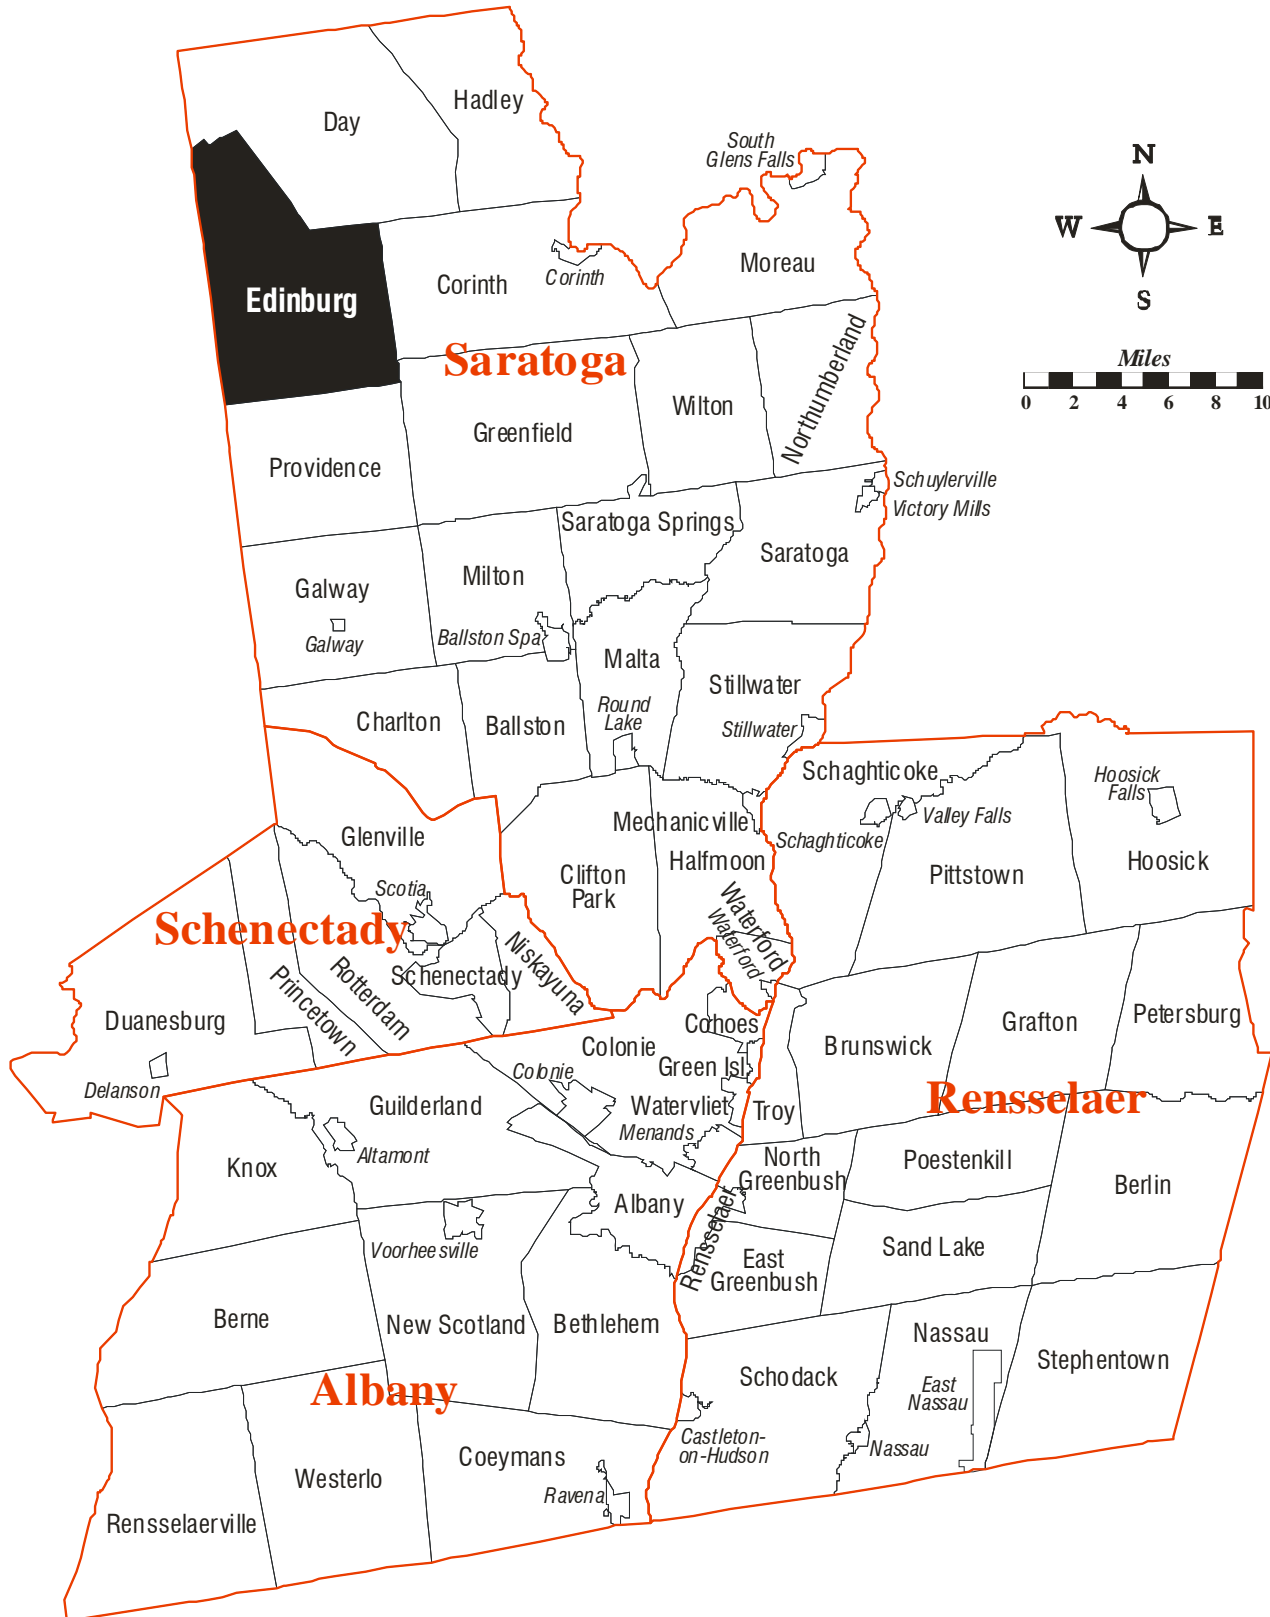 Hadley
Day
South
Glens Falls
N
W
E
S
Moreau
Corinth
Corinth
Edinburg
Saratoga
Northumberland
Miles
0 2 4 6 8 10
Wilton
Greenfield
Providence
Schuylerville
Victory Mills
Saratoga Springs
Saratoga
Milton
Galway
Galway
Ballston Spa
Malta
Stillwater
Round
Lake
Stillwater
Charlton
Ballston
Schaghticoke
Hoosick
Falls
Mechanicville
Valley Falls
Schaghticoke
Glenville
Halfmoon
Hoosick
Clifton
Park
Pittstown
Scotia
Waterford
Waterford
Schenectady
Niskayuna
Schenectady
Rotterdam
Princetown
Duanesburg
Cohoes
Grafton
Petersburg
Colonie
Brunswick
Green Isl
Colonie
Delanson
Rensselaer
Guilderland
Watervliet
Troy
Menands
Altamont
Knox
North
Greenbush
Poestenkill
Berlin
Albany
Rensselaer
Voorheesville
Sand Lake
East
Greenbush
Berne
New Scotland
Bethlehem
Nassau
Stephentown
Schodack
Albany
East
Nassau
Castleton-
on-Hudson
Nassau
Coeymans
Westerlo
Ravena
Rensselaerville